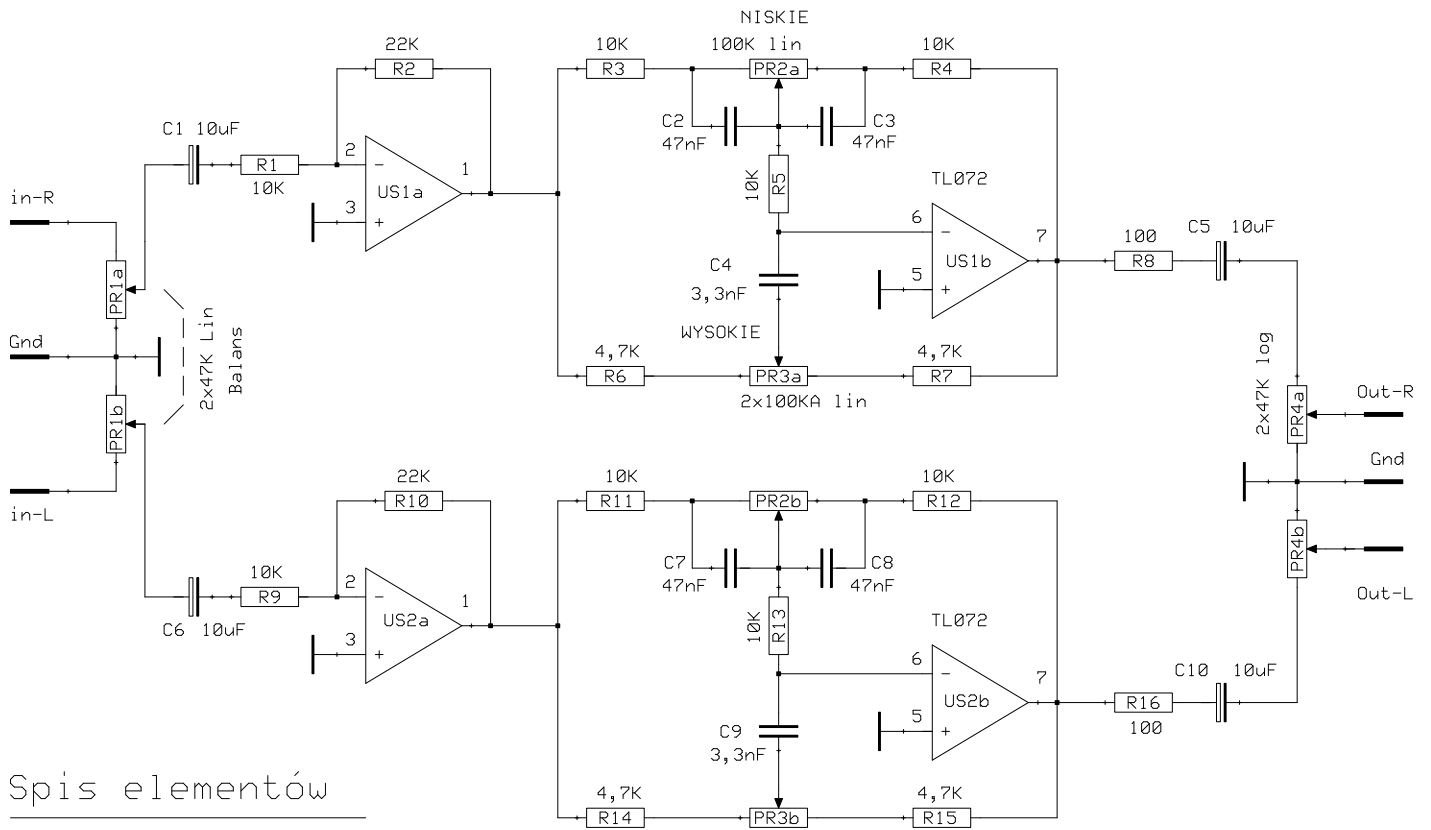 NISKIE
22K
10K
100K lin
10K
R2
R3
PR2a
R4
C1 10uF
C2
47nF
C3
47nF
2
R1
10K
1
US1a
3
10K
R5
TL072
in-R
6
7
US1b
5
100
R8
C5 10uF
PR1a
C4
3,3nF
WYSOKIE
Gnd
2x47K Lin
Balans
4,7K
R6
PR3a
2x100KA lin
4,7K
R7
2x47K log
PR4a
Out-R
PR1b
in-L
Gnd
22K
R10
10K
R11
PR2b
10K
R12
PR4b
Out-L
C7
47nF
C8
47nF
10K
R9
2
1
US2a
3
C6 10uF
10K
R13
TL072
6
7
US2b
5
C10 10uF
R16
100
C9
3,3nF
4,7K
R14
PR3b
4,7K
R15
Spis elementów